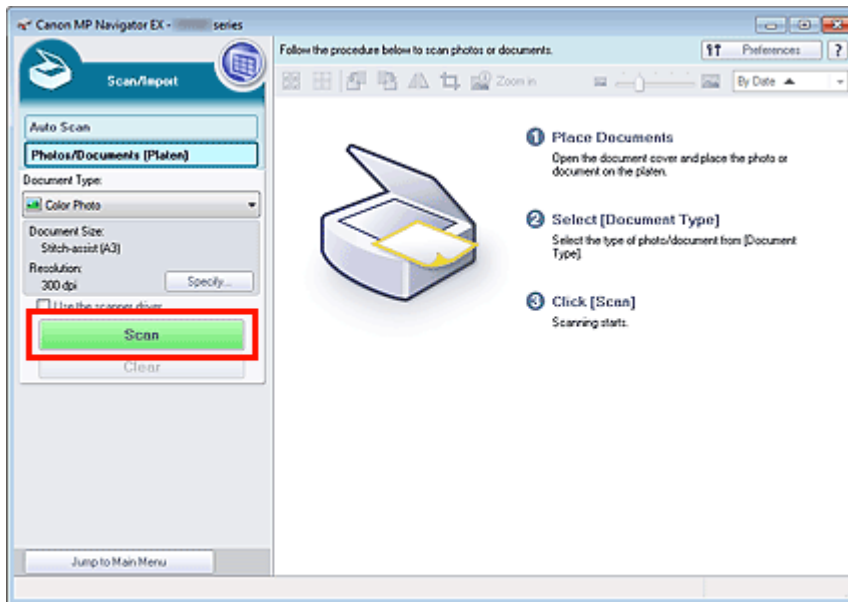 Canon MP Navigator EX - series
Scan/Import
Auto Scan
Photos/Documents (Platen)
Document Type:
Color Photo
Document Size:
Stitch-assist (A3)
Resolution:
300 dpi
Specify...
Use the scanner driver
Scan
Clear
Jump to Main Menu
Follow the procedure below to scan photos or documents.
Preferences
?
Zoom in
By Date
1 Place Documents
Open the document cover and place the photo or
document on the platen.
2 Select [Document Type]
Select the type of photo/document from [Document
Type].
3 Click [Scan]
Scanning starts.